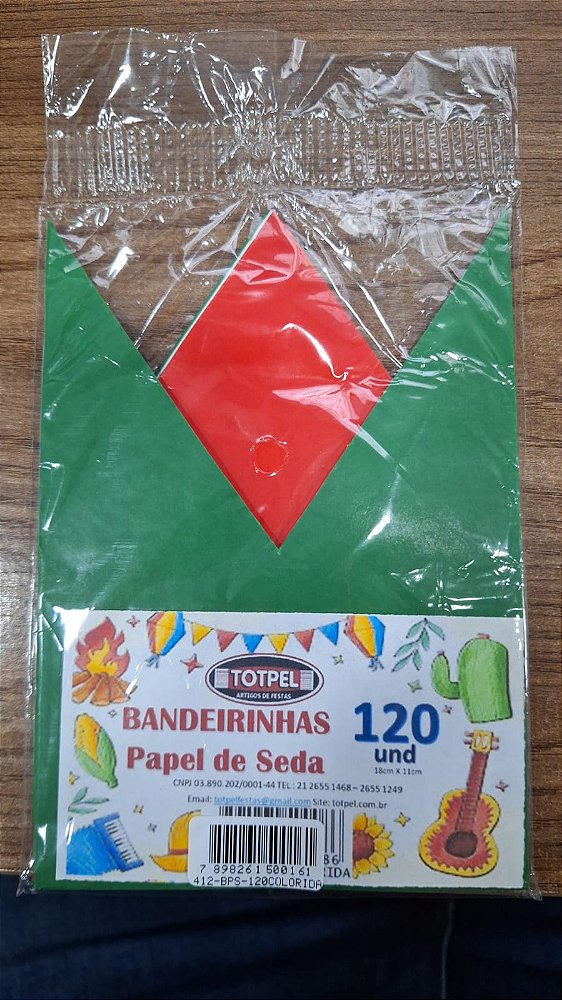 TOTPEL
ARTIGOS DE FESTAS
BANDEIRINHAS
Papel de Seda
120
und
18cm X 11cm
CNPJ 03.890.202/0001-44 TEL: 21 2655 1468 – 2655 1249
Email: totpelfestas@gmail.com Site: totpel.com.br
86
RIDA
7 898261 500161
412-BPS-120COLORIDA